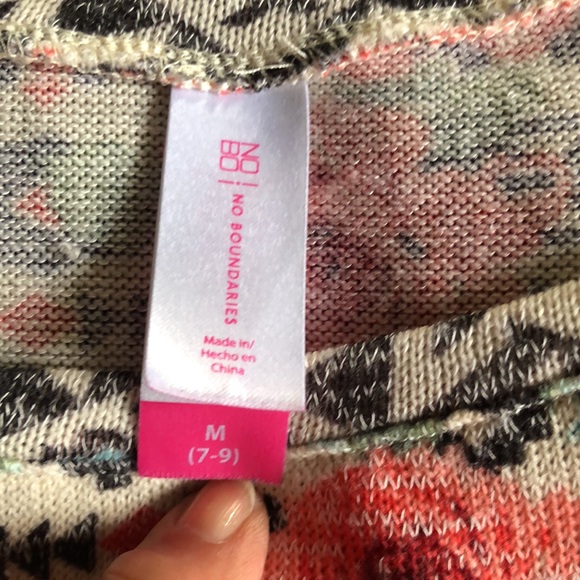 NO
BO
NO BOUNDARIES
Made in/
Hecho en
China
M
(7-9)